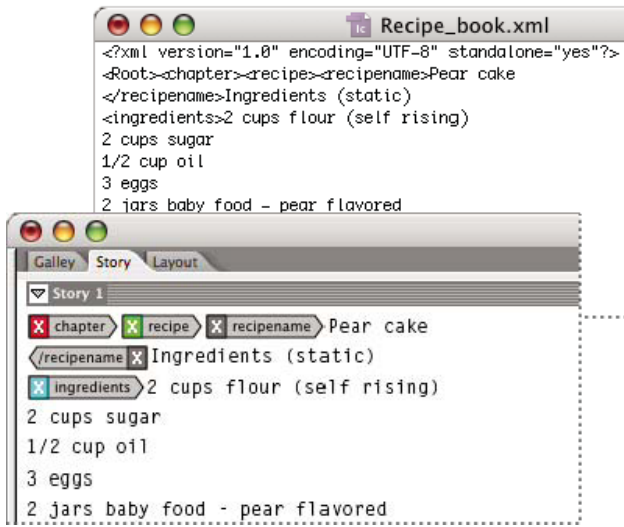 Ic Recipe_book.xml
<?xml version="1.0" encoding="UTF-8" standalone="yes"?>
<Root><chapter><recipe><recipename>Pear cake
</recipename>Ingredients (static)
<ingredients>2 cups flour (self rising)
2 cups sugar
1/2 cup oil
3 eggs
2 jars baby food – pear flavored
Galley Story Layout
Story 1
X chapter X recipe X recipename Pear cake
/recipename X Ingredients (static)
X ingredients 2 cups flour (self rising)
2 cups sugar
1/2 cup oil
3 eggs
2 jars baby food - pear flavored